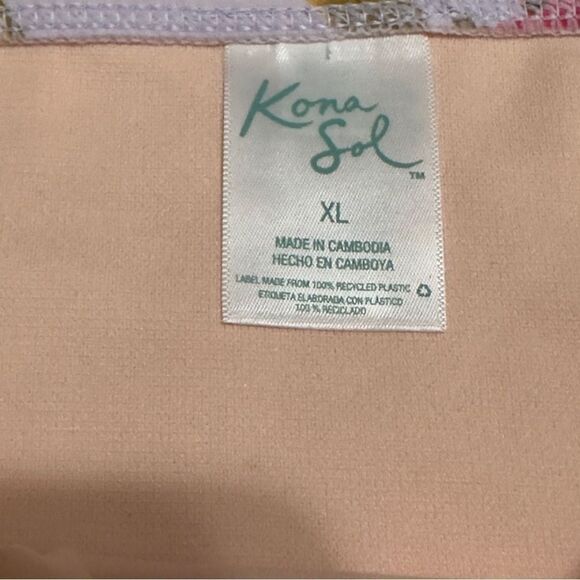 Kona
Sol
TM
XL
MADE IN CAMBODIA
HECHO EN CAMBOYA
LABEL MADE FROM 100% RECYCLED PLASTIC
ETIQUETA ELABORADA CON PLÁSTICO
100 % RECICLADO